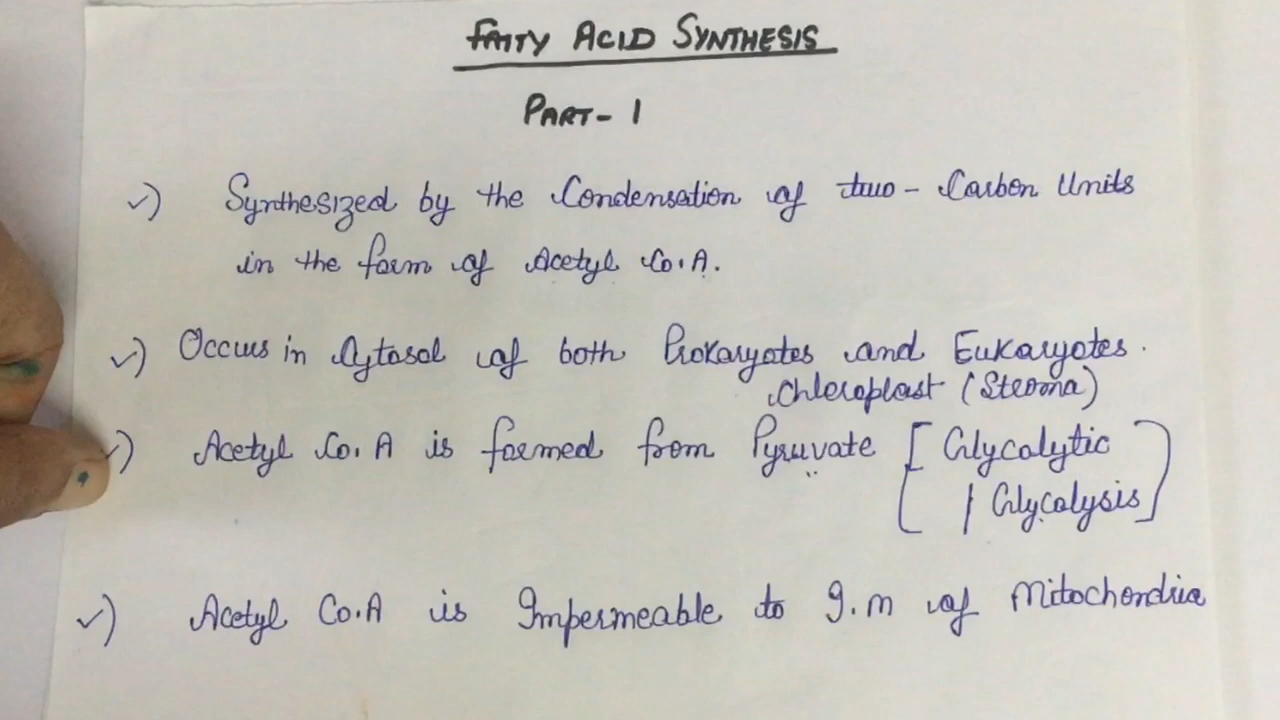 FATTY ACID SYNTHESIS
PART- 1
✓) Synthesized by the Condensation of two - Carbon Units
in the form of Acetyl Co.A.
✓) Occurs in Cytosol of both Prokaryotes and Eukaryotes.
Chloroplast (Stroma)
✓) Acetyl Co.A is formed from Pyruvate [ Glycolytic
/ Glycolysis ]
✓) Acetyl Co.A is Impermeable to I.m of Mitochondria